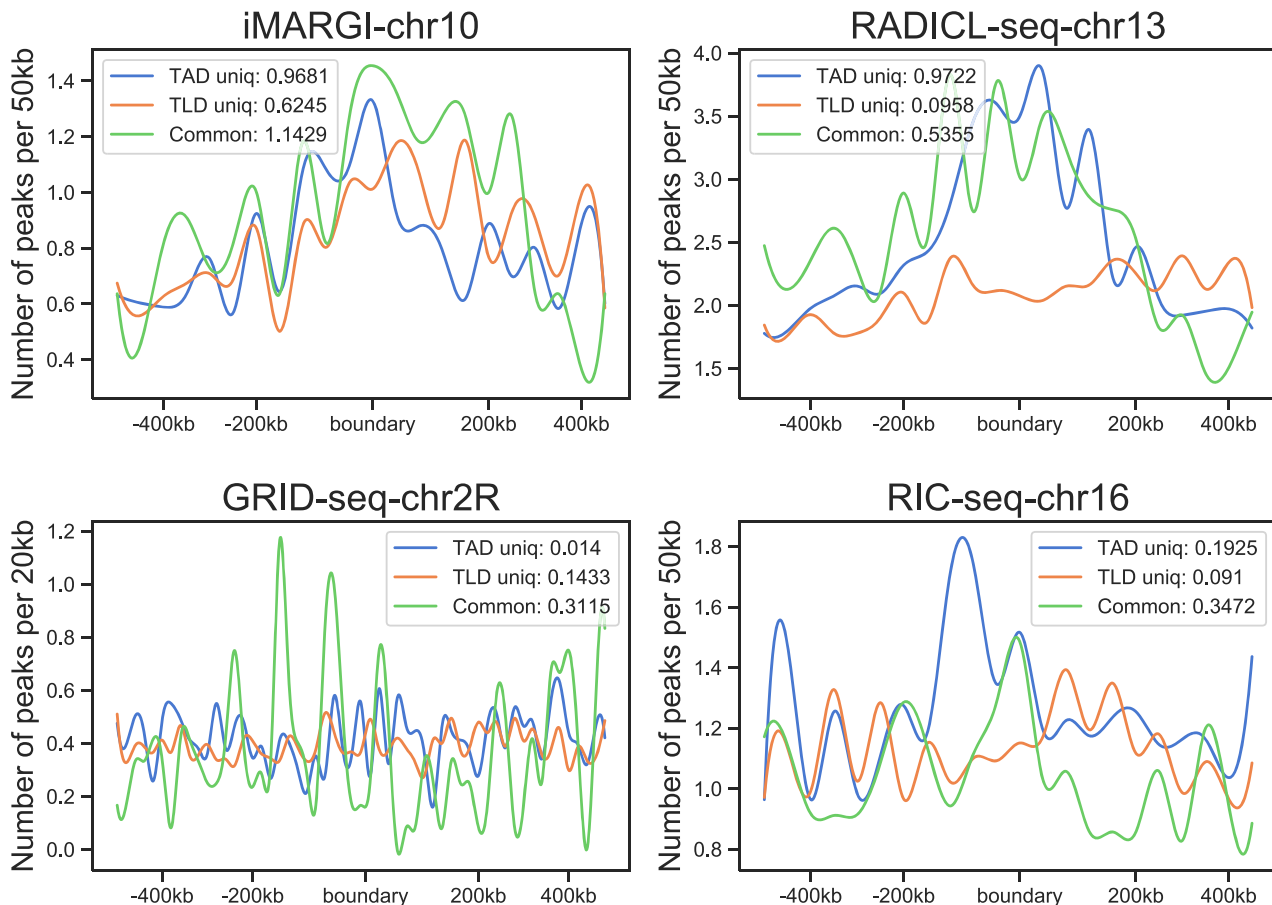 iMARGI-chr10
Number of peaks per 50kb
1.4
1.2
1.0
0.8
0.6
0.4
TAD uniq: 0.9681
TLD uniq: 0.6245
Common: 1.1429
-400kb -200kb boundary 200kb 400kb
RADICL-seq-chr13
Number of peaks per 50kb
4.0
3.5
3.0
2.5
2.0
1.5
TAD uniq: 0.9722
TLD uniq: 0.0958
Common: 0.5355
-400kb -200kb boundary 200kb 400kb
GRID-seq-chr2R
Number of peaks per 20kb
1.2
1.0
0.8
0.6
0.4
0.2
0.0
TAD uniq: 0.014
TLD uniq: 0.1433
Common: 0.3115
-400kb -200kb boundary 200kb 400kb
RIC-seq-chr16
Number of peaks per 50kb
1.8
1.6
1.4
1.2
1.0
0.8
TAD uniq: 0.1925
TLD uniq: 0.091
Common: 0.3472
-400kb -200kb boundary 200kb 400kb